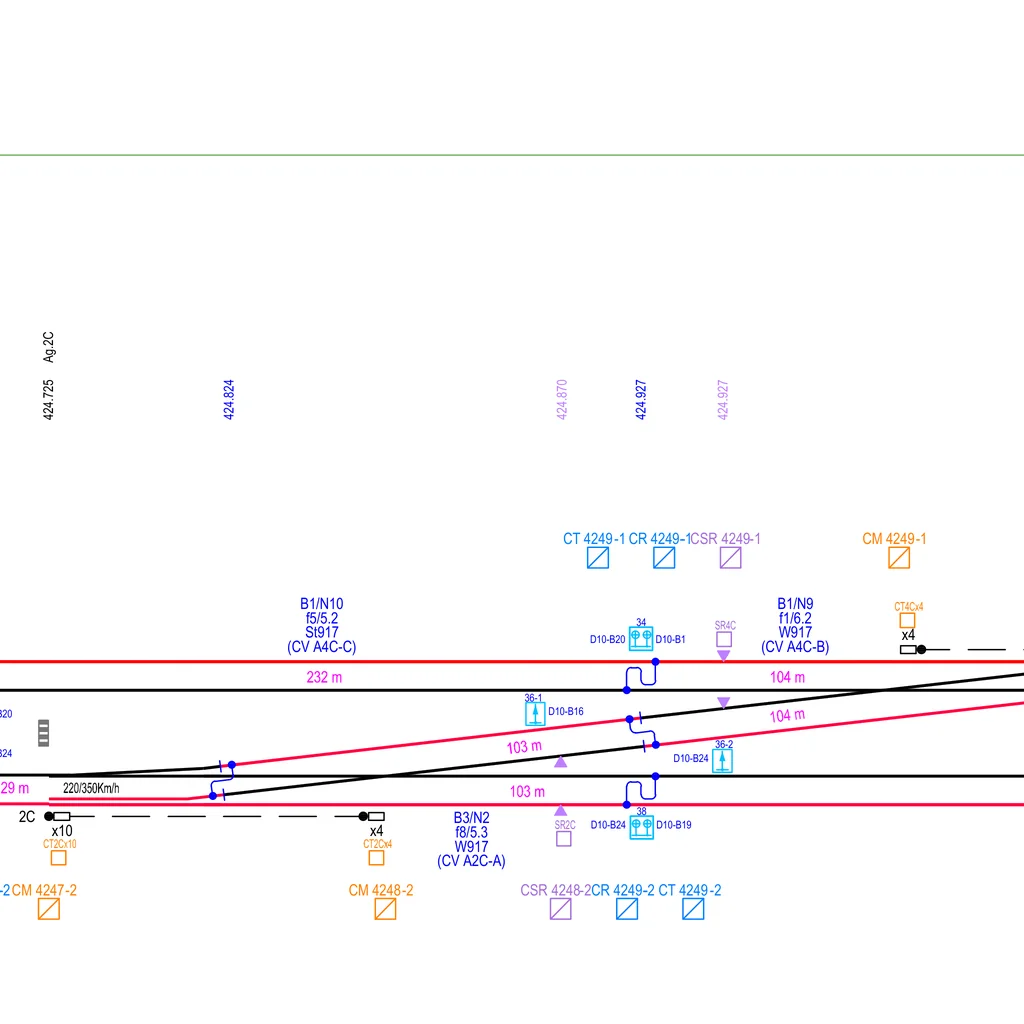 Ag.2C
424.725
424.824
424.870
424.927
424.927
CT 4249-1
CR 4249-1
CSR 4249-1
CM 4249-1
B1/N10
f5/5.2
St917
(CV A4C-C)
B1/N9
f1/6.2
W917
(CV A4C-B)
34
D10-B20
D10-B1
SR4C
CT4Cx4
x4
232 m
104 m
36-1
D10-B16
320
324
103 m
104 m
36-2
D10-B24
29 m
220/350Km/h
103 m
2C
x10
CT2Cx10
x4
CT2Cx4
B3/N2
f8/5.3
W917
(CV A2C-A)
SR2C
38
D10-B24
D10-B19
-2
CM 4247-2
CM 4248-2
CSR 4248-2
CR 4249-2
CT 4249-2